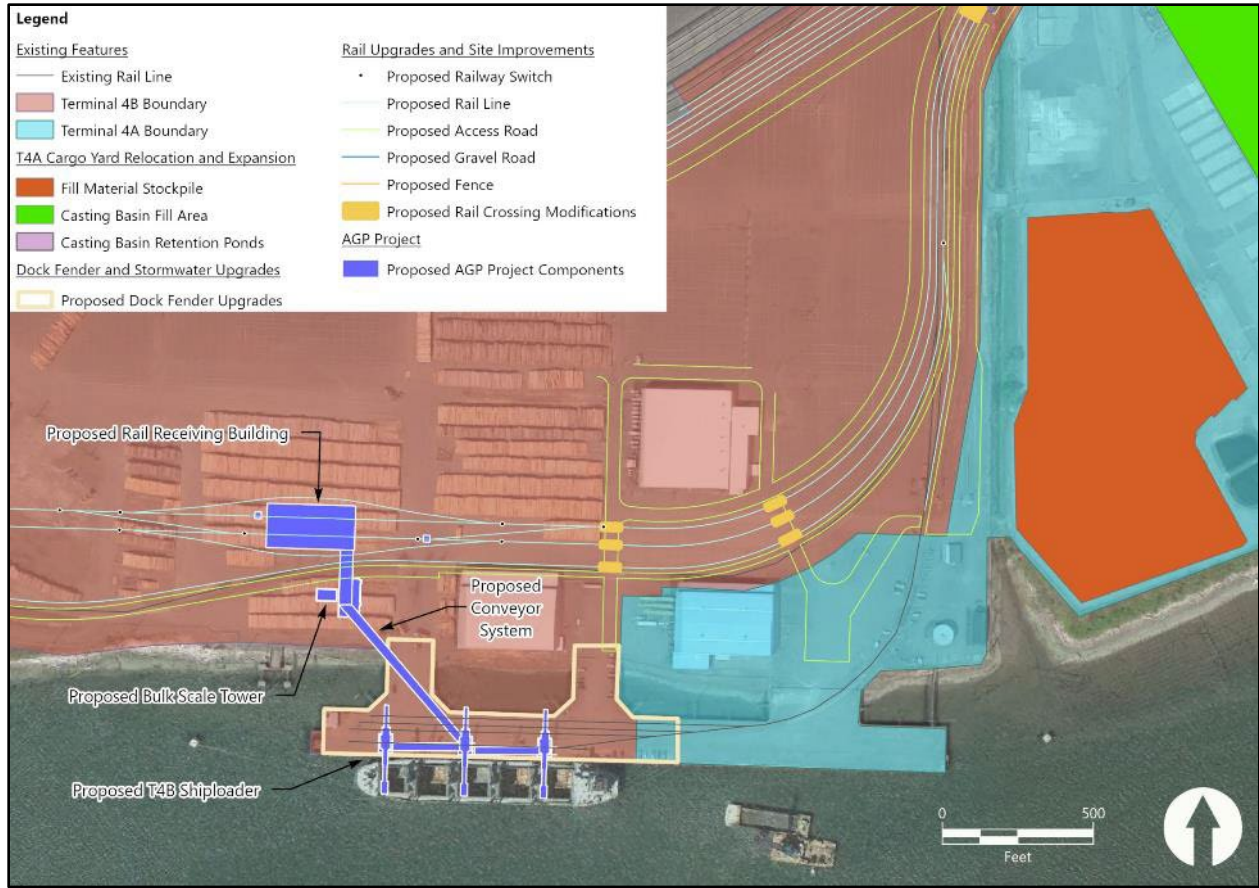 Legend
Existing Features
Existing Rail Line
Terminal 4B Boundary
Terminal 4A Boundary
T4A Cargo Yard Relocation and Expansion
Fill Material Stockpile
Casting Basin Fill Area
Casting Basin Retention Ponds
Dock Fender and Stormwater Upgrades
Proposed Dock Fender Upgrades
Rail Upgrades and Site Improvements
Proposed Railway Switch
Proposed Rail Line
Proposed Access Road
Proposed Gravel Road
Proposed Fence
Proposed Rail Crossing Modifications
AGP Project
Proposed AGP Project Components
Proposed Rail Receiving Building
Proposed
Conveyor
System
Proposed Bulk Scale Tower
Proposed T4B Shiploader
0 500
Feet